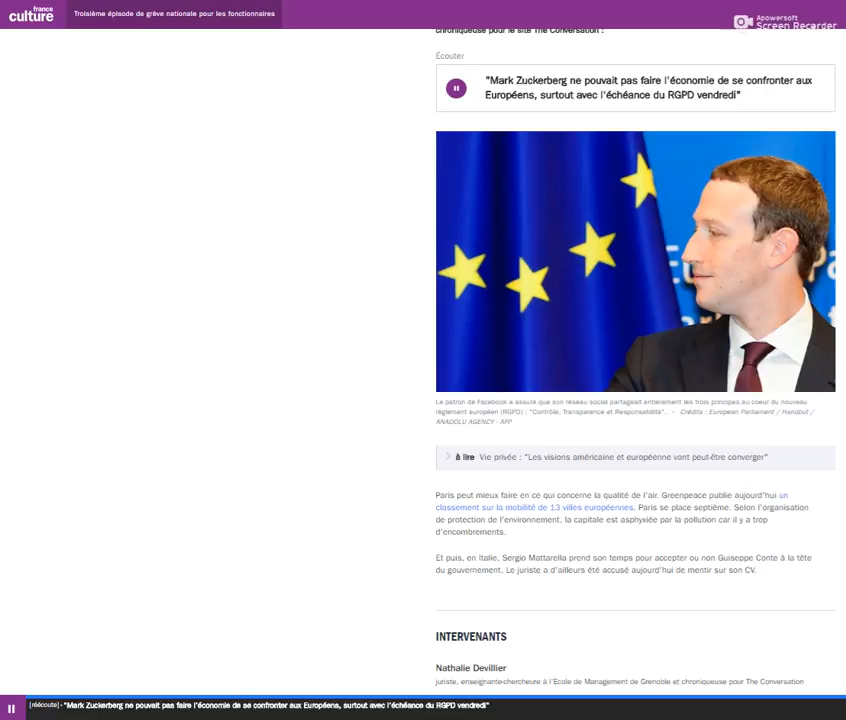 france
culture
Troisième épisode de grève nationale pour les fonctionnaires
Apowersoft
Screen Recorder
chroniqueuse pour le site The Conversation :
Écouter
"Mark Zuckerberg ne pouvait pas faire l'économie de se confronter aux
Européens, surtout avec l'échéance du RGPD vendredi"
Le patron de Facebook a assuré que son réseau social partageait entièrement les trois principes au coeur du nouveau
règlement européen (RGPD) : "Contrôle, Transparence et Responsabilité". • Crédits : European Parliament / Handout /
ANADOLU AGENCY - AFP
à lire Vie privée : "Les visions américaine et européenne vont peut-être converger"
Paris peut mieux faire en ce qui concerne la qualité de l'air. Greenpeace publie aujourd'hui un
classement sur la mobilité de 13 villes européennes. Paris se place septième. Selon l'organisation
de protection de l'environnement, la capitale est asphyxiée par la pollution car il y a trop
d'encombrements.
Et puis, en Italie, Sergio Mattarella prend son temps pour accepter ou non Guiseppe Conte à la tête
du gouvernement. Le juriste a d'ailleurs été accusé aujourd'hui de mentir sur son CV.
INTERVENANTS
Nathalie Devillier
juriste, enseignante-chercheure à l'Ecole de Management de Grenoble et chroniqueuse pour The Conversation
[réécoute] - "Mark Zuckerberg ne pouvait pas faire l'économie de se confronter aux Européens, surtout avec l'échéance du RGPD vendredi"